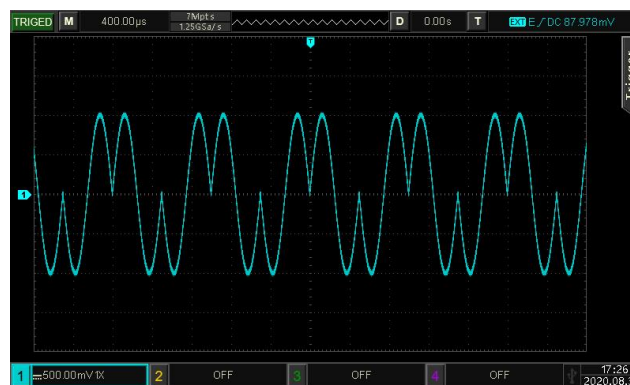 TRIGED M 400.00μs 7Mpts D 0.00s T EXT E DC 87.978mV
1.25GSa/s
T
Trigger
1
1 500.00mV 1X 2 OFF 3 OFF 4 OFF 17:26
2020.08.